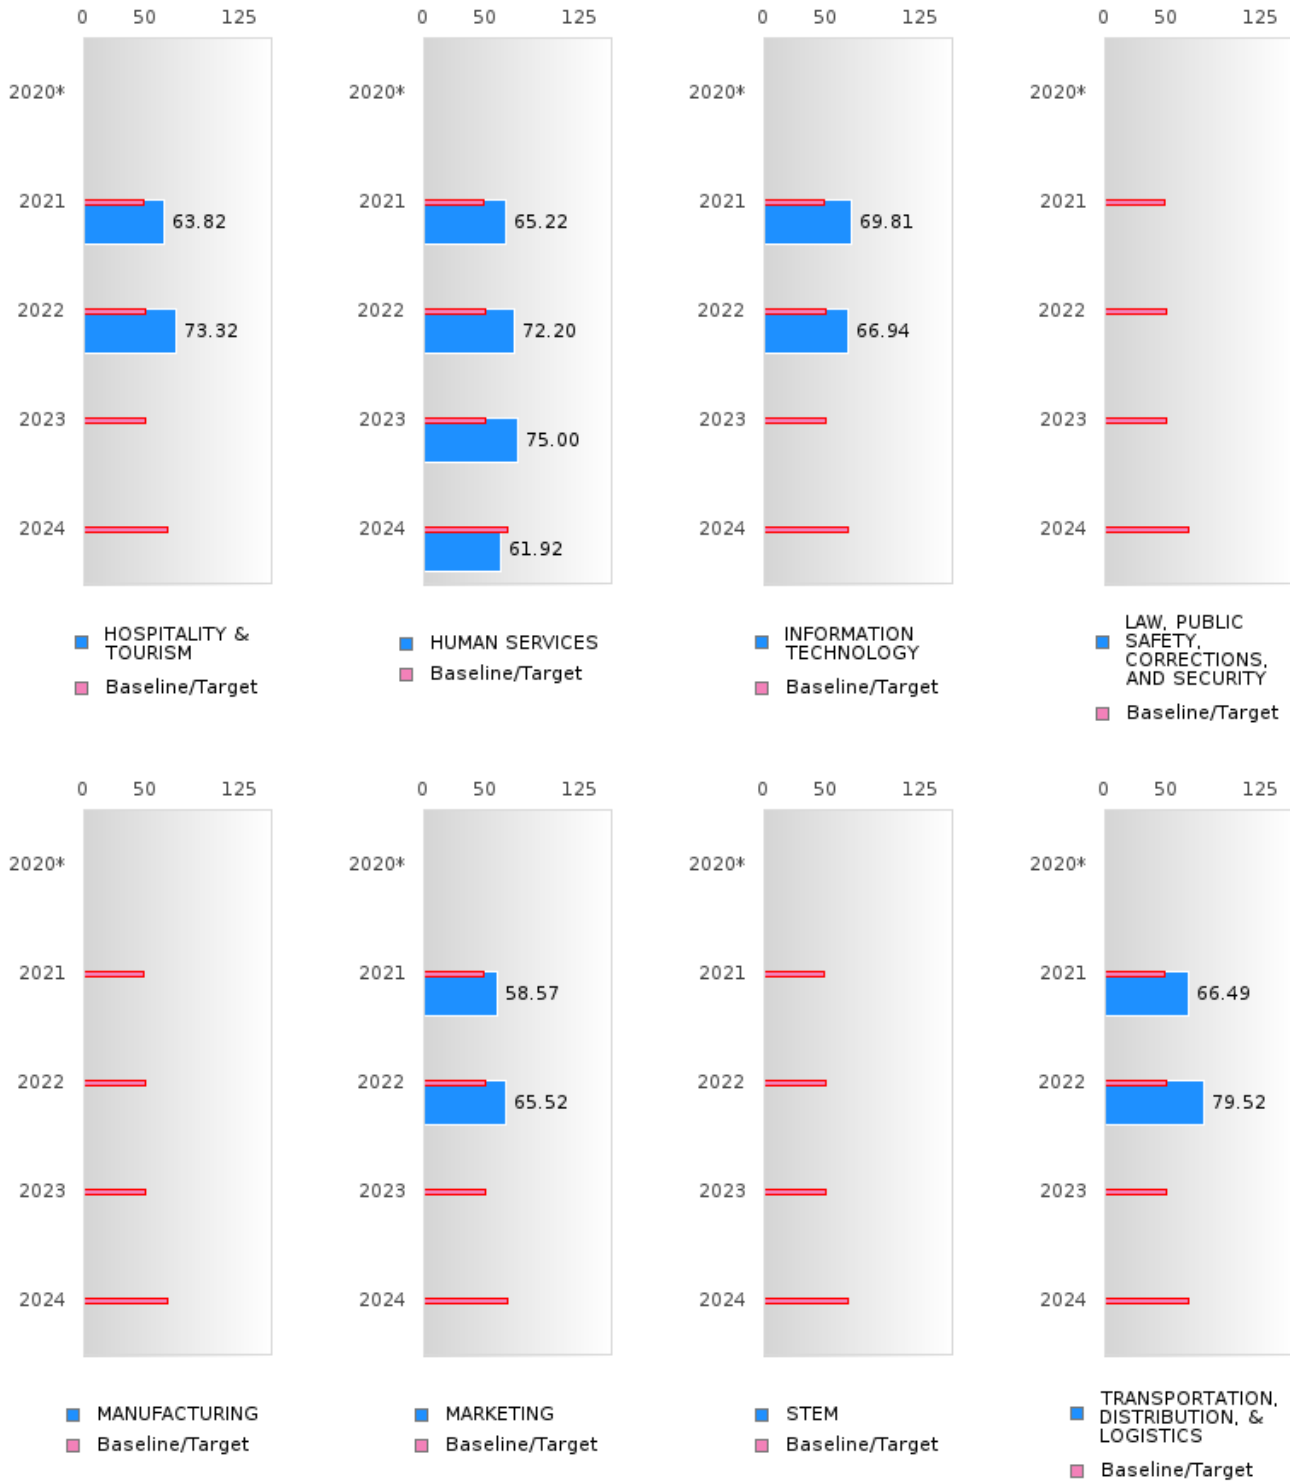 0 50 125
0 50 125
0 50 125
0 50 125
2020*
2021
63.82
2022
73.32
2023
2024
HOSPITALITY &
TOURISM
Baseline/Target
2020*
2021
65.22
2022
72.20
2023
75.00
2024
61.92
HUMAN SERVICES
Baseline/Target
2020*
2021
69.81
2022
66.94
2023
2024
INFORMATION
TECHNOLOGY
Baseline/Target
2020*
2021
2022
2023
2024
LAW, PUBLIC
SAFETY,
CORRECTIONS,
AND SECURITY
Baseline/Target
0 50 125
0 50 125
0 50 125
0 50 125
2020*
2021
2022
2023
2024
MANUFACTURING
Baseline/Target
2020*
2021
58.57
2022
65.52
2023
2024
MARKETING
Baseline/Target
2020*
2021
2022
2023
2024
STEM
Baseline/Target
2020*
2021
66.49
2022
79.52
2023
2024
TRANSPORTATION,
DISTRIBUTION, &
LOGISTICS
Baseline/Target